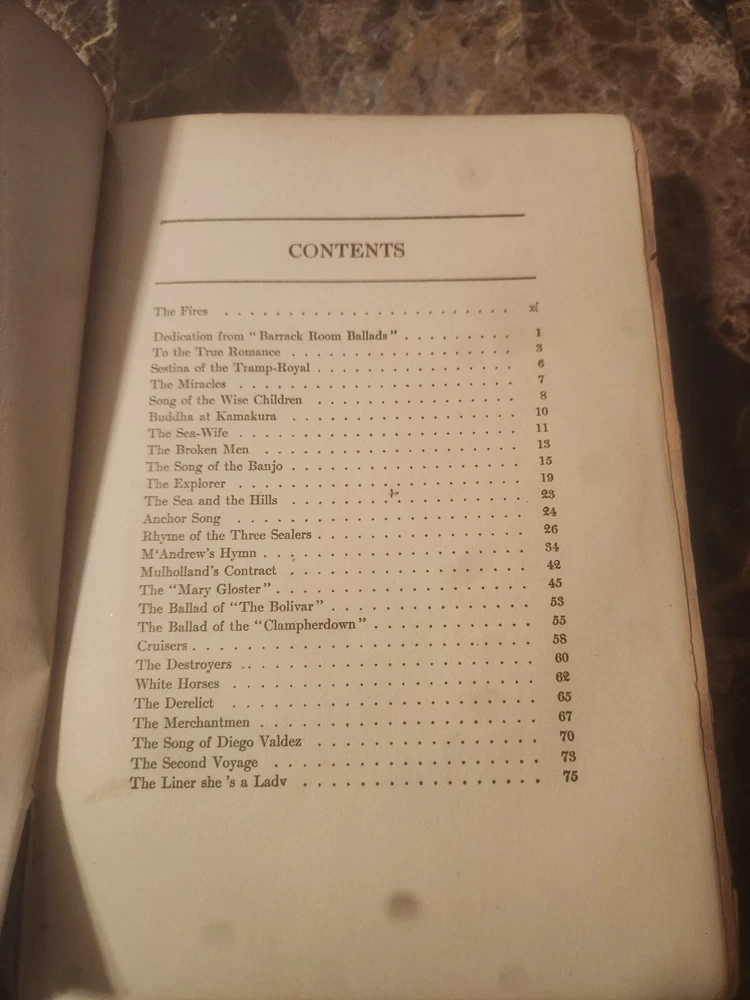 CONTENTS
The Fires . . . . . . . . . . . . . . . . . . . . . . xi
Dedication from "Barrack Room Ballads" . . . . . . . . . 1
To the True Romance . . . . . . . . . . . . . . . . . 3
Sestina of the Tramp-Royal . . . . . . . . . . . . . . . 6
The Miracles . . . . . . . . . . . . . . . . . . . . 7
Song of the Wise Children . . . . . . . . . . . . . . . 8
Buddha at Kamakura . . . . . . . . . . . . . . . . . 10
The Sea-Wife . . . . . . . . . . . . . . . . . . . . 11
The Broken Men . . . . . . . . . . . . . . . . . . 13
The Song of the Banjo . . . . . . . . . . . . . . . . . 15
The Explorer . . . . . . . . . . . . . . . . . . . . 19
The Sea and the Hills . . . . . . . . . . . . . . . . . 23
Anchor Song . . . . . . . . . . . . . . . . . . . . 24
Rhyme of the Three Sealers . . . . . . . . . . . . . . . 26
M'Andrew's Hymn . . . . . . . . . . . . . . . . . . 34
Mulholland's Contract . . . . . . . . . . . . . . . . . 42
The "Mary Gloster" . . . . . . . . . . . . . . . . . . 45
The Ballad of "The Bolivar" . . . . . . . . . . . . . . 53
The Ballad of the "Clampherdown" . . . . . . . . . . . 55
Cruisers . . . . . . . . . . . . . . . . . . . . . . 58
The Destroyers . . . . . . . . . . . . . . . . . . . 60
White Horses . . . . . . . . . . . . . . . . . . . . 62
The Derelict . . . . . . . . . . . . . . . . . . . . 65
The Merchantmen . . . . . . . . . . . . . . . . . . 67
The Song of Diego Valdez . . . . . . . . . . . . . . . 70
The Second Voyage . . . . . . . . . . . . . . . . . 73
The Liner she's a Lady . . . . . . . . . . . . . . . . 75